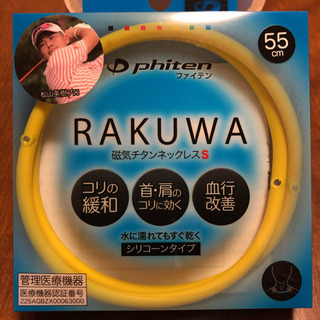 phiten
ファイテン
55
cm
松山英樹プロ
RAKUWA
磁気チタンネックレスS
コリの
緩和
首・肩の
コリに効く
血行
改善
水に濡れてもすぐ乾く
シリコーンタイプ
管理医療機器
医療機器認証番号
225AGBZX00063000